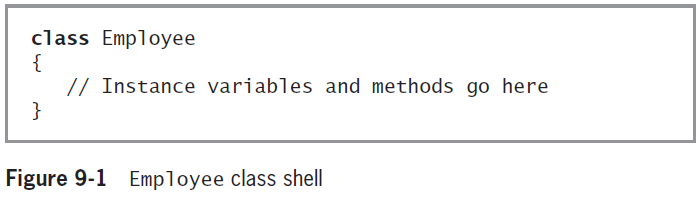 class Employee
{
// Instance variables and methods go here
}
Figure 9-1 Employee class shell